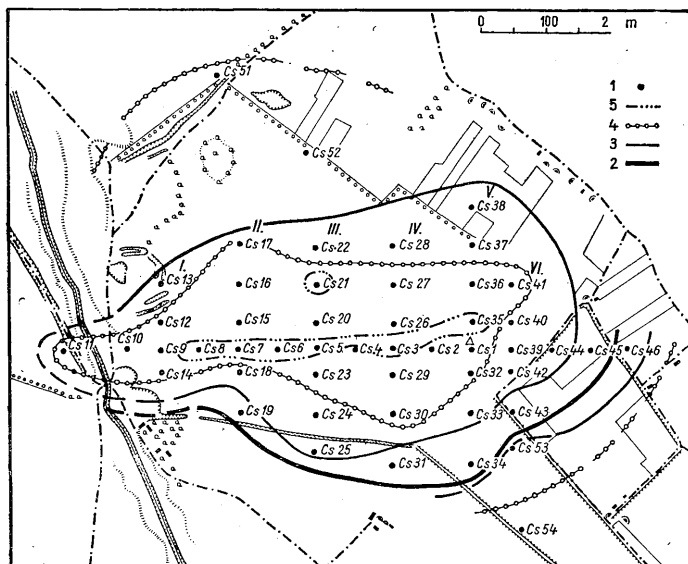 0 100 2 m
1
5
4
3
2
Cs 51
Cs 52
V.
Cs 38
II. III. IV.
Cs 17 Cs 22 Cs 28 Cs 37
I. VI.
Cs 13 Cs 16 Cs 21 Cs 27 Cs 36 Cs 41
Cs 12 Cs 15 Cs 20 Cs 26 Cs 35 Cs 40
Cs 11 Cs 10 Cs 9 Cs 8 Cs 7 Cs 6 Cs 5 Cs 4 Cs 3 Cs 2 Cs 1 Cs 39 Cs 44 Cs 45 Cs 46
Cs 14 Cs 18 Cs 23 Cs 29 Cs 32 Cs 42
Cs 19 Cs 24 Cs 30 Cs 33 Cs 43
Cs 25 Cs 31 Cs 34 Cs 53
Cs 54